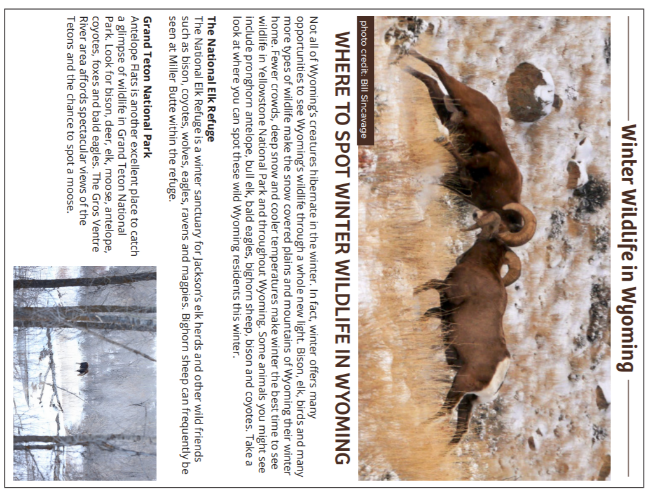 Winter Wildlife in Wyoming
photo credit: Bill Sincavage
WHERE TO SPOT WINTER WILDLIFE IN WYOMING
Not all of Wyoming's creatures hibernate in the winter. In fact, winter offers many
opportunities to see Wyoming's wildlife through a whole new light. Bison, elk, birds and many
more types of wildlife make the snow covered plains and mountains of Wyoming their winter
home. Fewer crowds, deep snow and cooler temperatures make winter the best time to see
wildlife in Yellowstone National Park and throughout Wyoming. Some animals you might see
include pronghorn antelope, bull elk, bald eagles, bighorn sheep, bison and coyotes. Take a
look at where you can spot these wild Wyoming residents this winter.
The National Elk Refuge
The National Elk Refuge is a winter sanctuary for Jackson's elk herds and other wild friends
such as bison, coyotes, wolves, eagles, ravens and magpies. Bighorn sheep can frequently be
seen at Miller Butte within the refuge.
Grand Teton National Park
Antelope Flats is another excellent place to catch
a glimpse of wildlife in Grand Teton National
Park. Look for bison, deer, elk, moose, antelope,
coyotes, foxes and bald eagles. The Gros Ventre
River area affords spectacular views of the
Tetons and the chance to spot a moose.